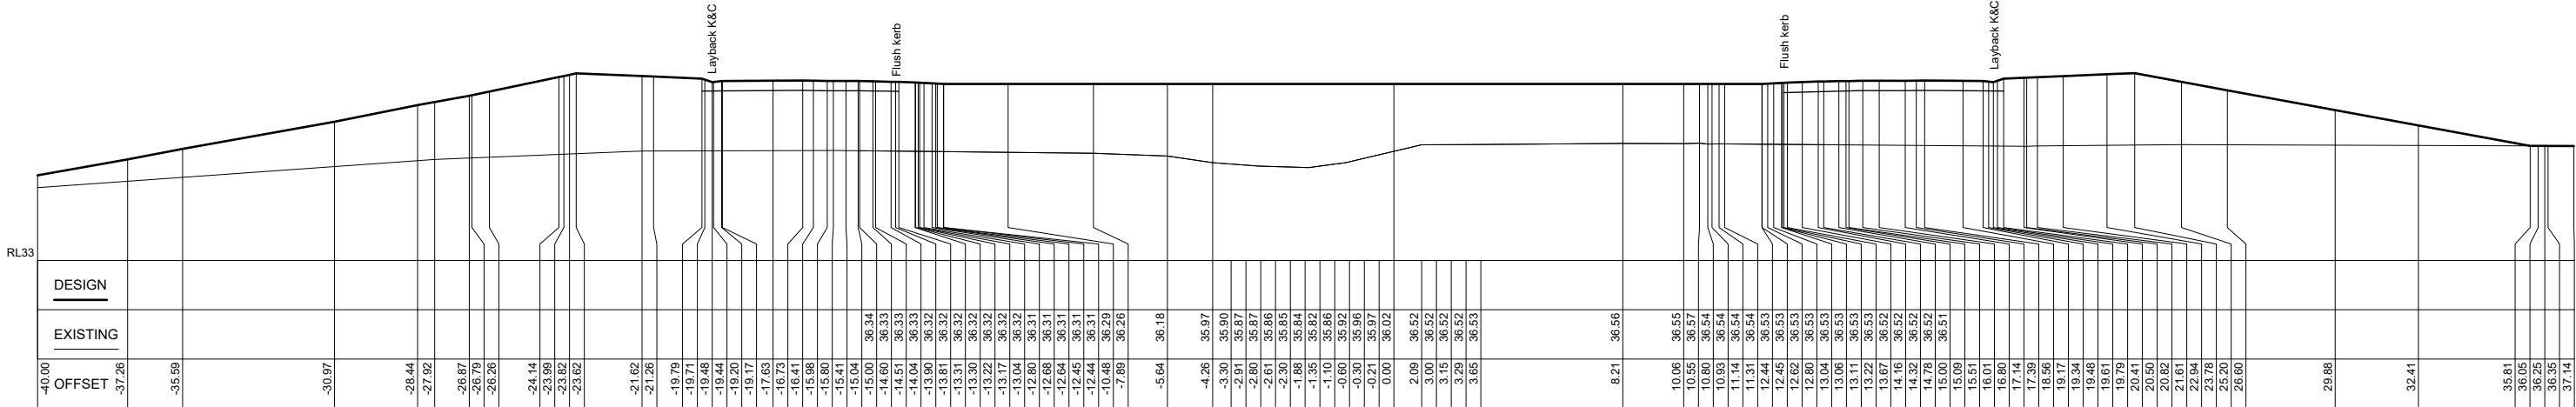 Layback K&C
Flush kerb
Flush kerb
Layback K&C
RL33
DESIGN
EXISTING
36.34 36.33 36.33 36.33 36.32 36.32 36.32 36.32 36.32 36.32 36.32 36.31 36.31 36.31 36.31 36.31 36.29 36.26 36.18 35.97 35.90 35.87 35.87 35.86 35.85 35.84 35.82 35.86 35.92 35.96 35.97 36.02 36.52 36.52 36.52 36.52 36.53 36.56 36.55 36.57 36.54 36.54 36.54 36.54 36.53 36.53 36.53 36.53 36.53 36.53 36.53 36.53 36.52 36.52 36.52 36.52 36.51
OFFSET
-40.00 -37.26 -35.59 -30.97 -28.44 -27.92 -26.87 -26.79 -26.26 -24.14 -23.99 -23.82 -23.62 -21.62 -21.26 -19.79 -19.71 -19.48 -19.44 -19.20 -19.17 -17.63 -16.73 -16.41 -15.98 -15.80 -15.41 -15.04 -15.00 -14.60 -14.51 -14.04 -13.90 -13.81 -13.31 -13.30 -13.22 -13.17 -13.04 -12.80 -12.68 -12.64 -12.45 -12.44 -10.48 -7.89 -5.64 -4.26 -3.30 -2.91 -2.80 -2.61 -2.30 -1.88 -1.35 -1.10 -0.60 -0.30 -0.21 0.00 2.09 3.00 3.15 3.29 3.65 8.21 10.06 10.55 10.80 10.93 11.14 11.31 12.44 12.45 12.62 12.80 13.04 13.06 13.11 13.22 13.67 14.16 14.32 14.78 15.00 15.09 15.51 16.01 16.80 17.14 17.39 18.56 19.17 19.34 19.48 19.61 19.79 20.41 20.50 20.82 21.61 22.94 23.78 25.20 26.60 29.88 32.41 35.81 36.05 36.25 36.35 37.14